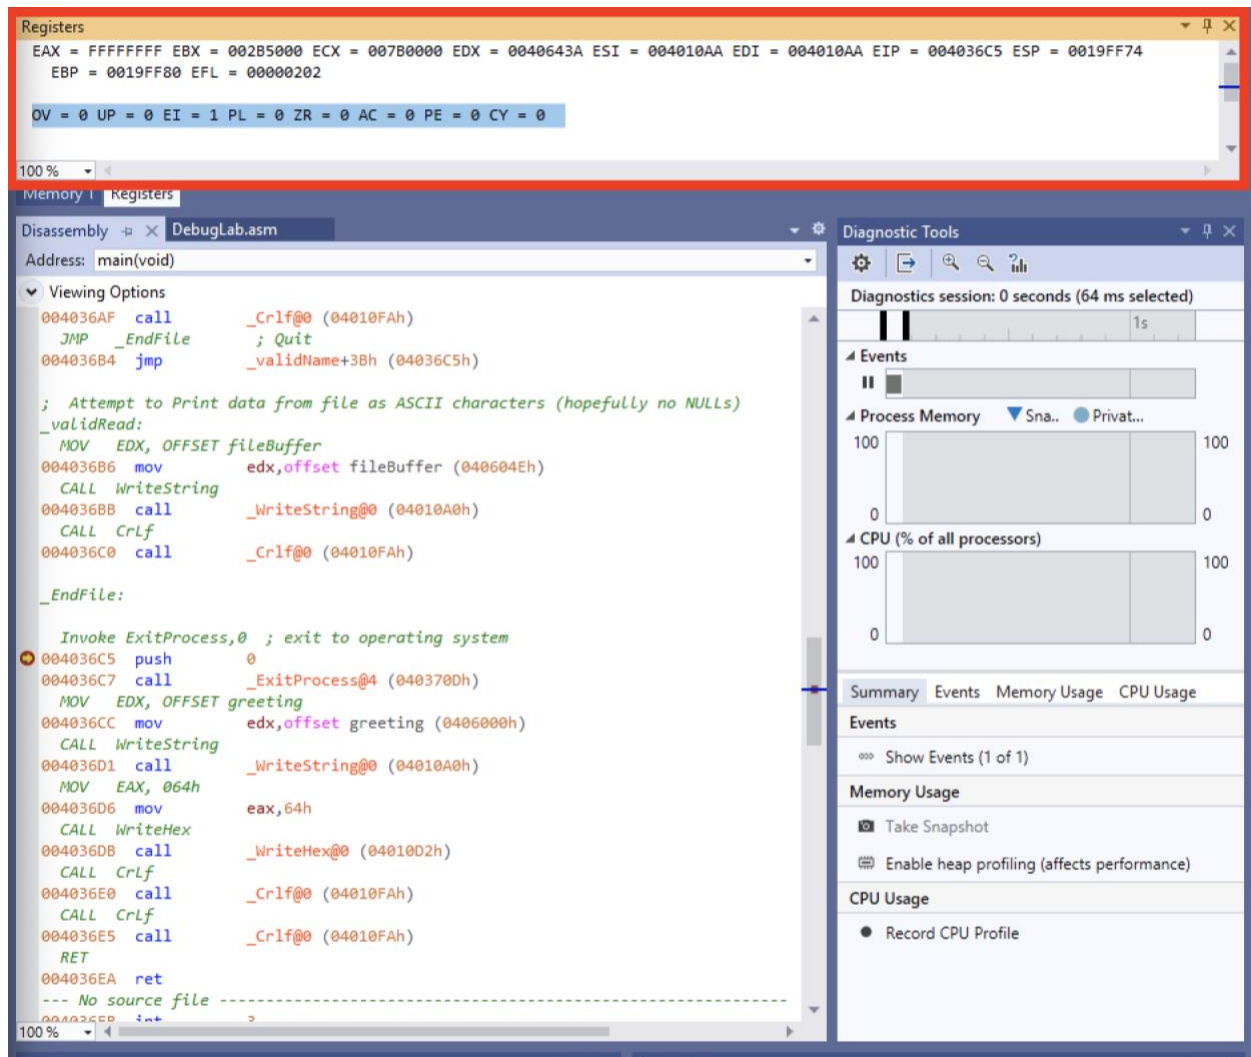 Registers
EAX = FFFFFFFF EBX = 002B5000 ECX = 007B0000 EDX = 0040643A ESI = 004010AA EDI = 004010AA EIP = 004036C5 ESP = 0019FF74
EBP = 0019FF80 EFL = 00000202
OV = 0 UP = 0 EI = 1 PL = 0 ZR = 0 AC = 0 PE = 0 CY = 0
100 %
Memory 1 Registers
Disassembly DebugLab.asm
Address: main(void)
Viewing Options
004036AF call _Crlf@0 (04010FAh)
JMP _EndFile ; Quit
004036B4 jmp _validName+3Bh (04036C5h)
; Attempt to Print data from file as ASCII characters (hopefully no NULLs)
_validRead:
MOV EDX, OFFSET fileBuffer
004036B6 mov edx,offset fileBuffer (040604Eh)
CALL WriteString
004036BB call _WriteString@0 (04010A0h)
CALL CrLf
004036C0 call _Crlf@0 (04010FAh)
_EndFile:
Invoke ExitProcess,0 ; exit to operating system
004036C5 push 0
004036C7 call _ExitProcess@4 (040370Dh)
MOV EDX, OFFSET greeting
004036CC mov edx,offset greeting (0406000h)
CALL WriteString
004036D1 call _WriteString@0 (04010A0h)
MOV EAX, 064h
004036D6 mov eax,64h
CALL WriteHex
004036DB call _WriteHex@0 (04010D2h)
CALL CrLf
004036E0 call _Crlf@0 (04010FAh)
CALL CrLf
004036E5 call _Crlf@0 (04010FAh)
RET
004036EA ret
--- No source file ---
004036EB int 3
100 %
Diagnostic Tools
Diagnostics session: 0 seconds (64 ms selected)
1s
Events
Process Memory Sna.. Privat...
100 100
0 0
CPU (% of all processors)
100 100
0 0
Summary Events Memory Usage CPU Usage
Events
Show Events (1 of 1)
Memory Usage
Take Snapshot
Enable heap profiling (affects performance)
CPU Usage
Record CPU Profile